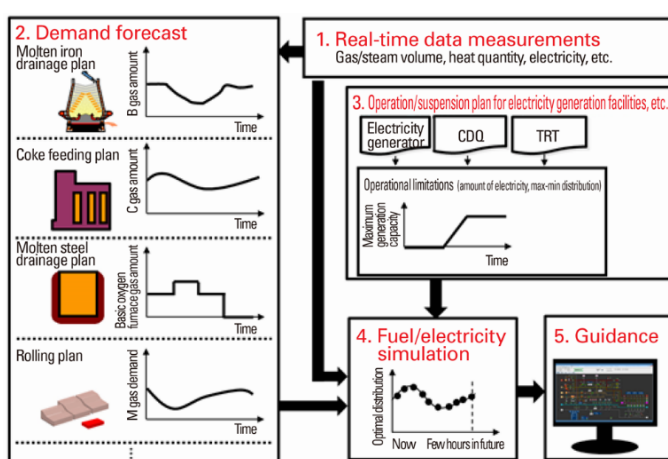 1. Real-time data measurements
Gas/steam volume, heat quantity, electricity, etc.
2. Demand forecast
Molten iron
drainage plan
B gas amount
Time
Coke feeding plan
C gas amount
Time
Molten steel
drainage plan
Basic oxygen
furnace gas amount
Time
Rolling plan
M gas demand
Time
3. Operation/suspension plan for electricity generation facilities, etc.
Electricity
generator
CDQ
TRT
Operational limitations (amount of electricity, max-min distribution)
Maximum
generation
capacity
Time
4. Fuel/electricity
simulation
Optimal distribution
Now
Few hours in future
5. Guidance